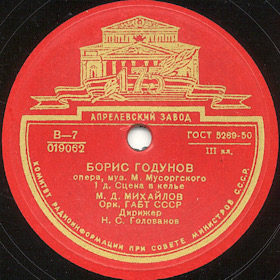 175
АПРЕЛЕВСКИЙ ЗАВОД
В—7
019062
ГОСТ 5289-50
III кл.
БОРИС ГОДУНОВ
опера, муз. М. Мусоргского
1 д. Сцена в келье
М. Д. МИХАЙЛОВ
Орк. ГАБТ СССР
Дирижер
Н. С. Голованов
КОМИТЕТ РАДИОИНФОРМАЦИИ ПРИ СОВЕТЕ МИНИСТРОВ С.С.С.Р.